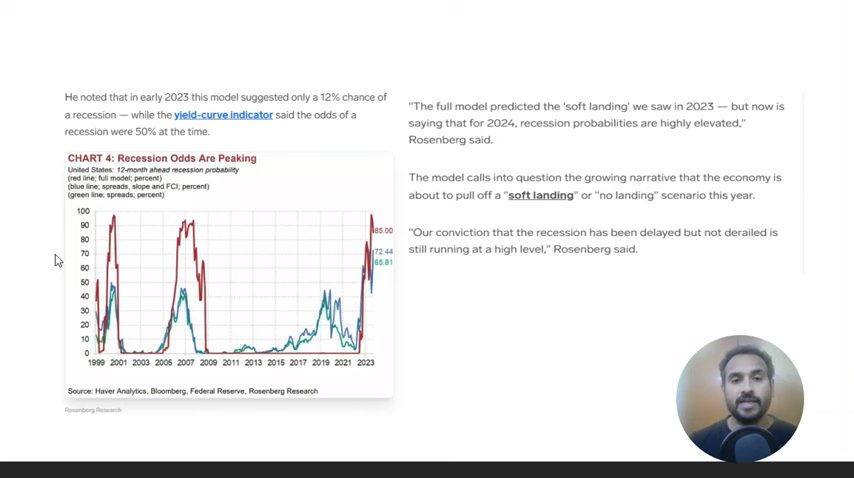 He noted that in early 2023 this model suggested only a 12% chance of
a recession — while the yield-curve indicator said the odds of a
recession were 50% at the time.
CHART 4: Recession Odds Are Peaking
United States: 12-month ahead recession probability
(red line; full model; percent)
(blue line; spreads, slope and FCI; percent)
(green line; spreads; percent)
100
90
80
70
60
50
40
30
20
10
0
85.00
72.44
65.81
1999 2001 2003 2005 2007 2009 2011 2013 2015 2017 2019 2021 2023
Source: Haver Analytics, Bloomberg, Federal Reserve, Rosenberg Research
Rosenberg Research
"The full model predicted the 'soft landing' we saw in 2023 — but now is
saying that for 2024, recession probabilities are highly elevated,"
Rosenberg said.
The model calls into question the growing narrative that the economy is
about to pull off a "soft landing" or "no landing" scenario this year.
"Our conviction that the recession has been delayed but not derailed is
still running at a high level," Rosenberg said.